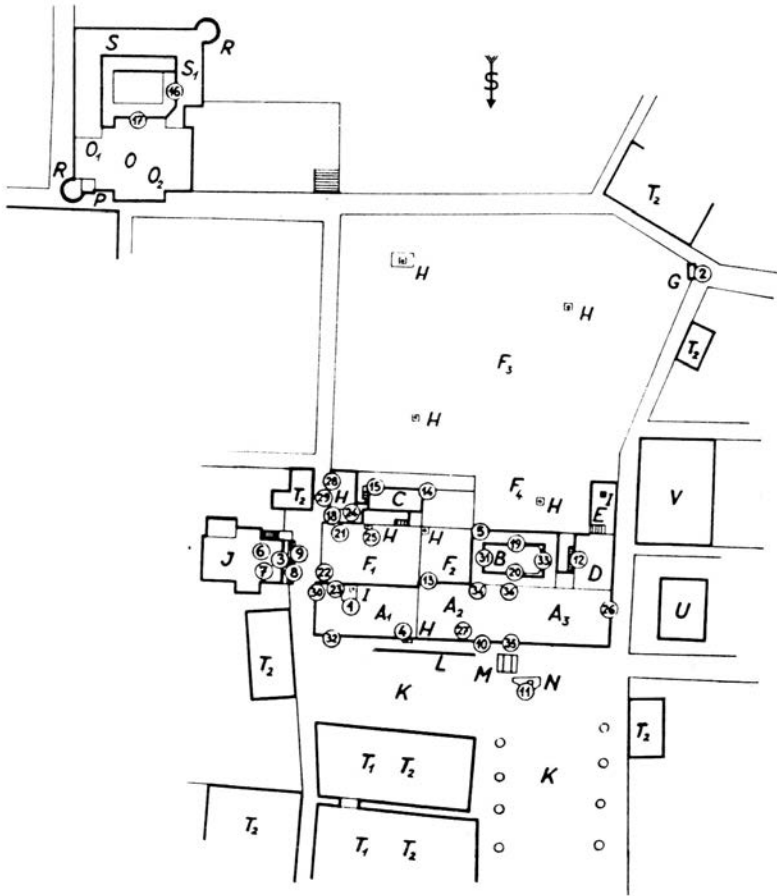 S
R
S₁
16
S
17
O₁
O
O₂
R
P
T₂
G
2
H
H
T₂
F₃
H
28
15
14
F₄
I
V
T₂
29
H
C
H
E
18
24
21
25
H
H
5
19
J
6
3
9
31
B
33
12
D
7
8
22
F₁
F₂
20
13
30
23
I
34
36
U
1
A₁
A₂
A₃
26
32
4
H
27
10
35
L
M
T₂
K
11
N
T₂
T₁ T₂
K
T₂
T₁ T₂